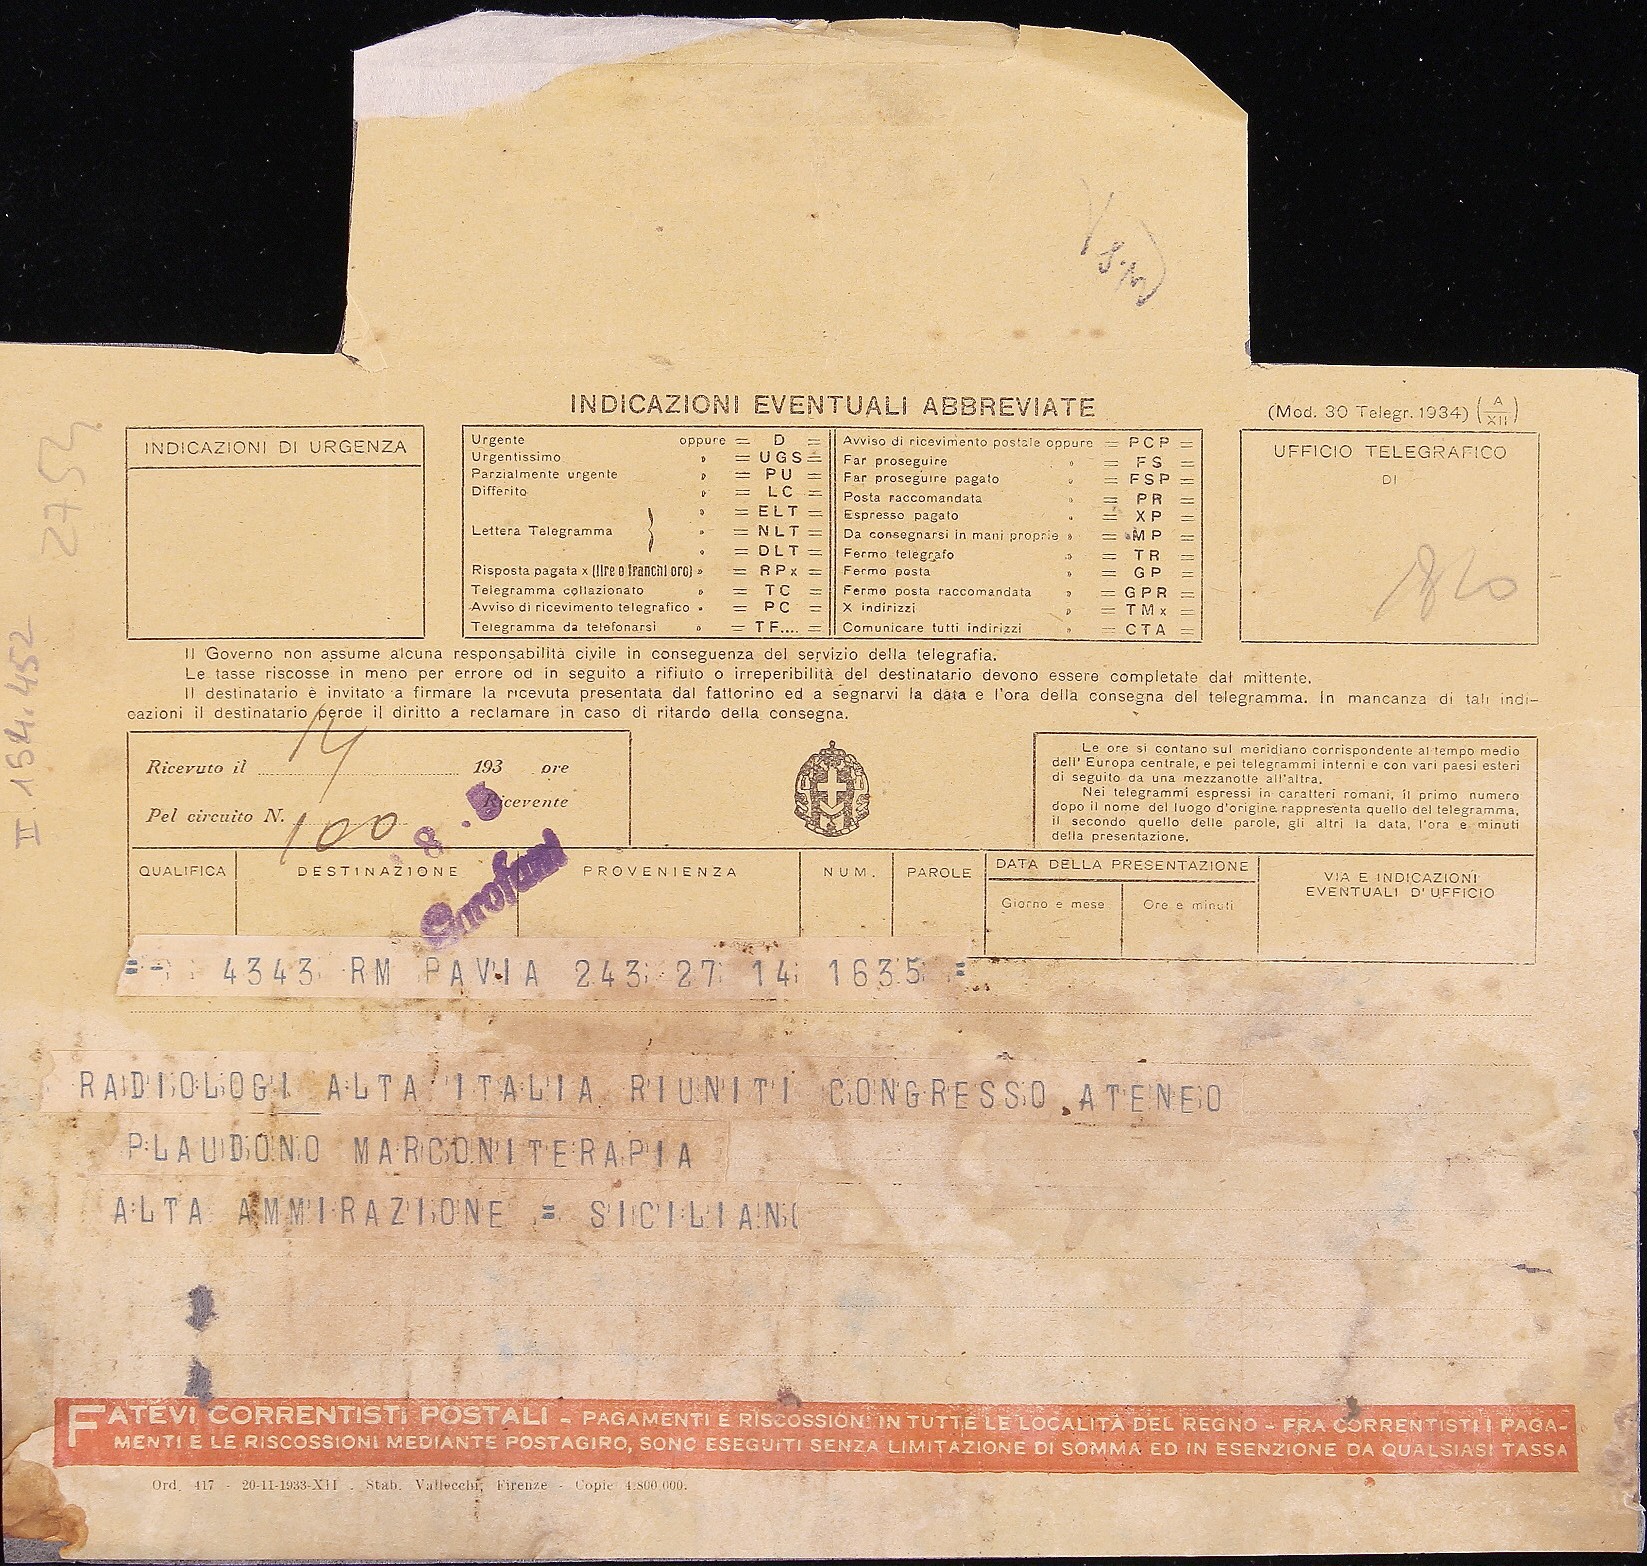 INDICAZIONI EVENTUALI ABBREVIATE
(Mod. 30 Telegr. 1934) (A/XII)
INDICAZIONI DI URGENZA
Urgente oppure = D =
Urgentissimo » = UGS =
Parzialmente urgente » = PU =
Differito » = LC =
» = ELT =
Lettera Telegramma } » = NLT =
» = DLT =
Risposta pagata x (lire o franchi oro) » = RPx =
Telegramma collazionato » = TC =
Avviso di ricevimento telegrafico » = PC =
Telegramma da telefonarsi » = TF.... =
Avviso di ricevimento postale oppure = PCP =
Far proseguire » = FS =
Far proseguire pagato » = FSP =
Posta raccomandata » = PR =
Espresso pagato » = XP =
Da consegnarsi in mani proprie » = MP =
Fermo telegrafo » = TR =
Fermo posta » = GP =
Fermo posta raccomandata » = GPR =
X indirizzi » = TMx =
Comunicare tutti indirizzi » = CTA =
UFFICIO TELEGRAFICO
DI
2754
II 154.452
Il Governo non assume alcuna responsabilità civile in conseguenza del servizio della telegrafia.
Le tasse riscosse in meno per errore od in seguito a rifiuto o irreperibilità del destinatario devono essere completate dal mittente.
Il destinatario è invitato a firmare la ricevuta presentata dal fattorino ed a segnarvi la data e l'ora della consegna del telegramma. In mancanza di tali indi-
cazioni il destinatario perde il diritto a reclamare in caso di ritardo della consegna.
Ricevuto il 14 193 ore
Pel circuito N. 100 Ricevente
Le ore si contano sul meridiano corrispondente al tempo medio
dell'Europa centrale, e pei telegrammi interni e con vari paesi esteri
di seguito da una mezzanotte all'altra.
Nei telegrammi espressi in caratteri romani, il primo numero
dopo il nome del luogo d'origine rappresenta quello del telegramma,
il secondo quello delle parole, gli altri la data, l'ora e minuti
della presentazione.
QUALIFICA DESTINAZIONE PROVENIENZA NUM. PAROLE DATA DELLA PRESENTAZIONE VIA E INDICAZIONI
EVENTUALI D'UFFICIO
Giorno e mese Ore e minuti
=- 4343 RM PAVIA 243 27 14 1635 =
RADIOLOGI ALTA ITALIA RIUNITI CONGRESSO ATENEO
PLAUDONO MARCONITERAPIA
ALTA AMMIRAZIONE = SICILIANI
FATEVI CORRENTISTI POSTALI - PAGAMENTI E RISCOSSIONI IN TUTTE LE LOCALITÀ DEL REGNO - FRA CORRENTISTI I PAGA-
MENTI E LE RISCOSSIONI MEDIANTE POSTAGIRO, SONO ESEGUITI SENZA LIMITAZIONE DI SOMMA ED IN ESENZIONE DA QUALSIASI TASSA
Ord. 417 - 20-11-1933-XII . Stab. Vallecchi, Firenze - Copie 4.800.000.